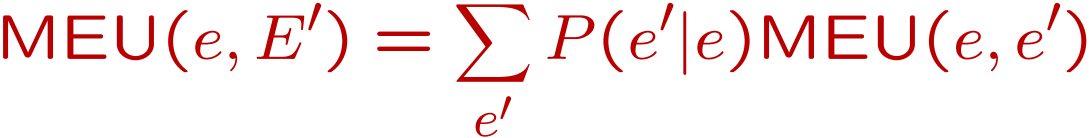 MEU(e, E′) = ∑ P(e′|e)MEU(e, e′)
e′